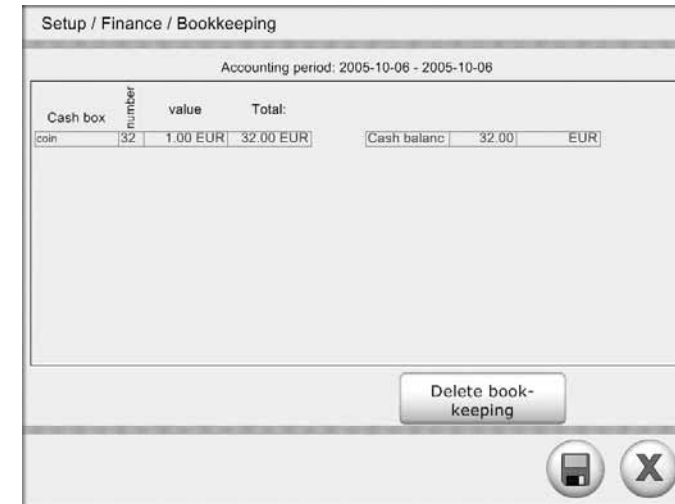 Setup / Finance / Bookkeeping
Accounting period: 2005-10-06 - 2005-10-06
Cash box number value Total:
coin 32 1.00 EUR 32.00 EUR Cash balanc 32.00 EUR
Delete book-
keeping
X